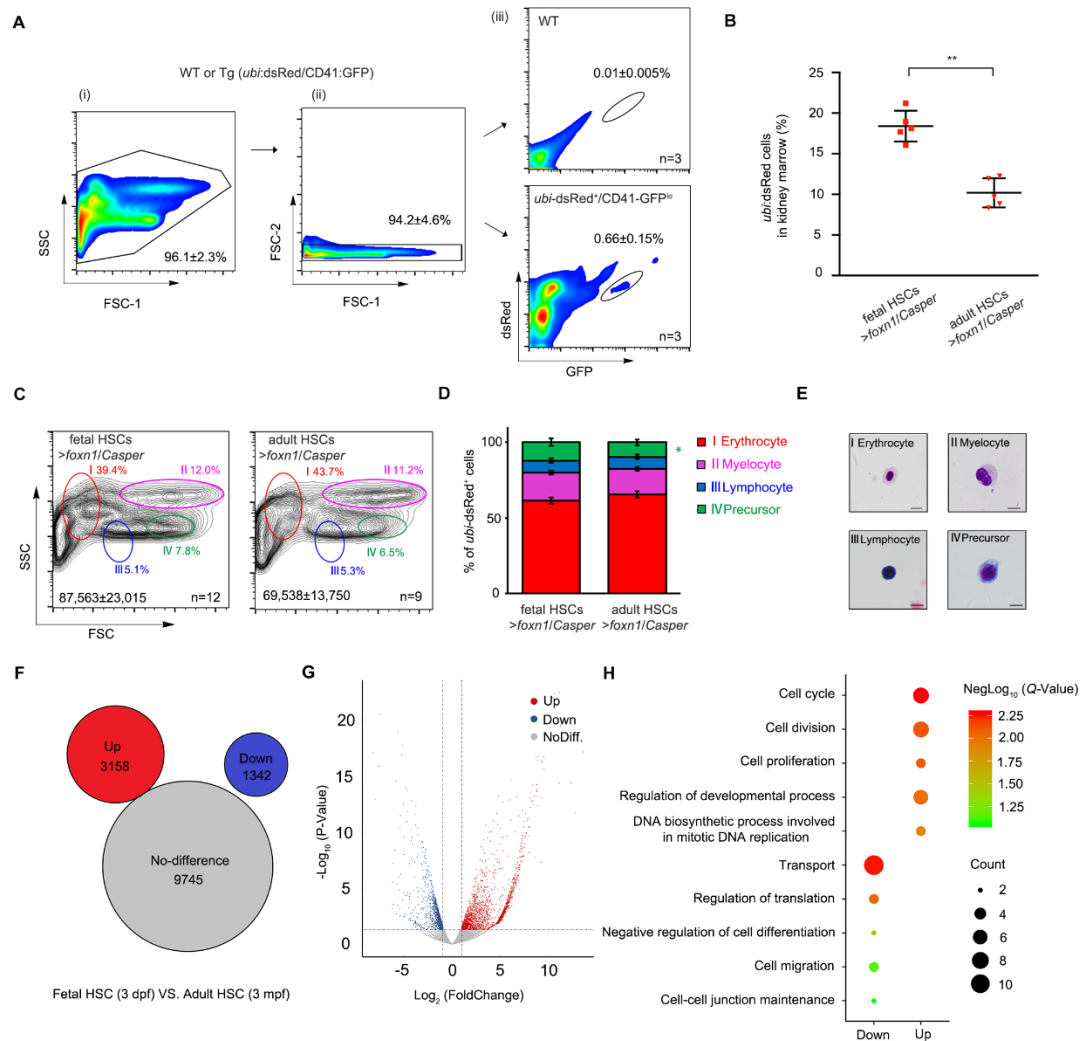 A
WT or Tg (ubi:dsRed/CD41:GFP)
(i)
SSC
96.1±2.3%
FSC-1
(ii)
FSC-2
94.2±4.6%
FSC-1
(iii)
WT
0.01±0.005%
n=3
ubi-dsRed⁺/CD41-GFPˡᵒ
0.66±0.15%
n=3
dsRed
GFP
B
**
ubi:dsRed cells
in kidney marrow (%)
25
20
15
10
5
0
fetal HSCs
>foxn1/Casper
adult HSCs
>foxn1/Casper
C
fetal HSCs
>foxn1/Casper
I 39.4%
II 12.0%
IV 7.8%
III 5.1%
87,563±23,015
n=12
adult HSCs
>foxn1/Casper
I 43.7%
II 11.2%
IV 6.5%
III 5.3%
69,538±13,750
n=9
SSC
FSC
D
% of ubi-dsRed⁺ cells
100
50
0
*
fetal HSCs
>foxn1/Casper
adult HSCs
>foxn1/Casper
I Erythrocyte
II Myelocyte
III Lymphocyte
IV Precursor
E
I Erythrocyte
II Myelocyte
III Lymphocyte
IV Precursor
F
Up
3158
Down
1342
No-difference
9745
Fetal HSC (3 dpf) VS. Adult HSC (3 mpf)
G
Up
Down
NoDiff.
-Log₁₀ (P-Value)
20
15
10
5
0
-5
0
5
10
Log₂ (FoldChange)
H
Cell cycle
Cell division
Cell proliferation
Regulation of developmental process
DNA biosynthetic process involved
in mitotic DNA replication
Transport
Regulation of translation
Negative regulation of cell differentiation
Cell migration
Cell-cell junction maintenance
Down
Up
NegLog₁₀ (Q-Value)
2.25
2.00
1.75
1.50
1.25
Count
2
4
6
8
10